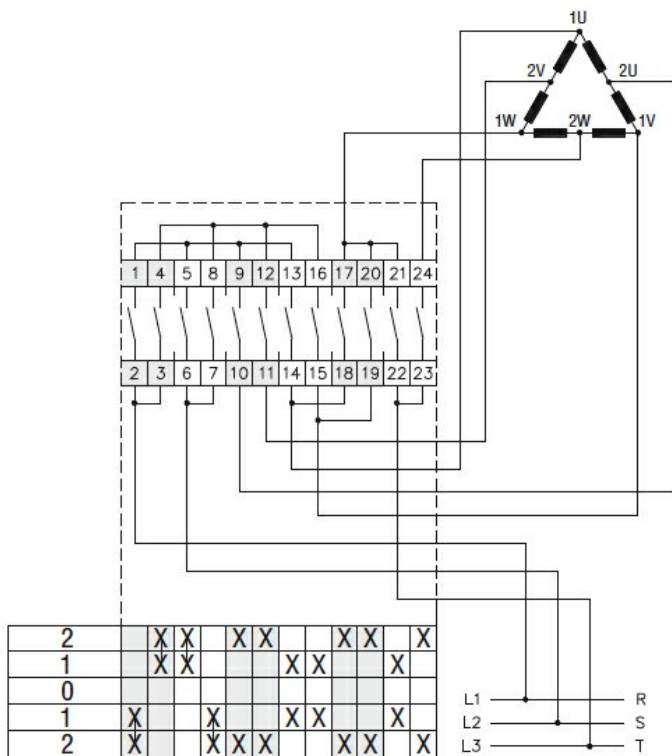 1U
2V 2U
1W 2W 1V
1 4 5 8 9 12 13 16 17 20 21 24
2 3 6 7 10 11 14 15 18 19 22 23
2 X X X X X X X
1 X X X X X
0
1 X X X X X
2 X X X X X X X
L1 R
L2 S
L3 T